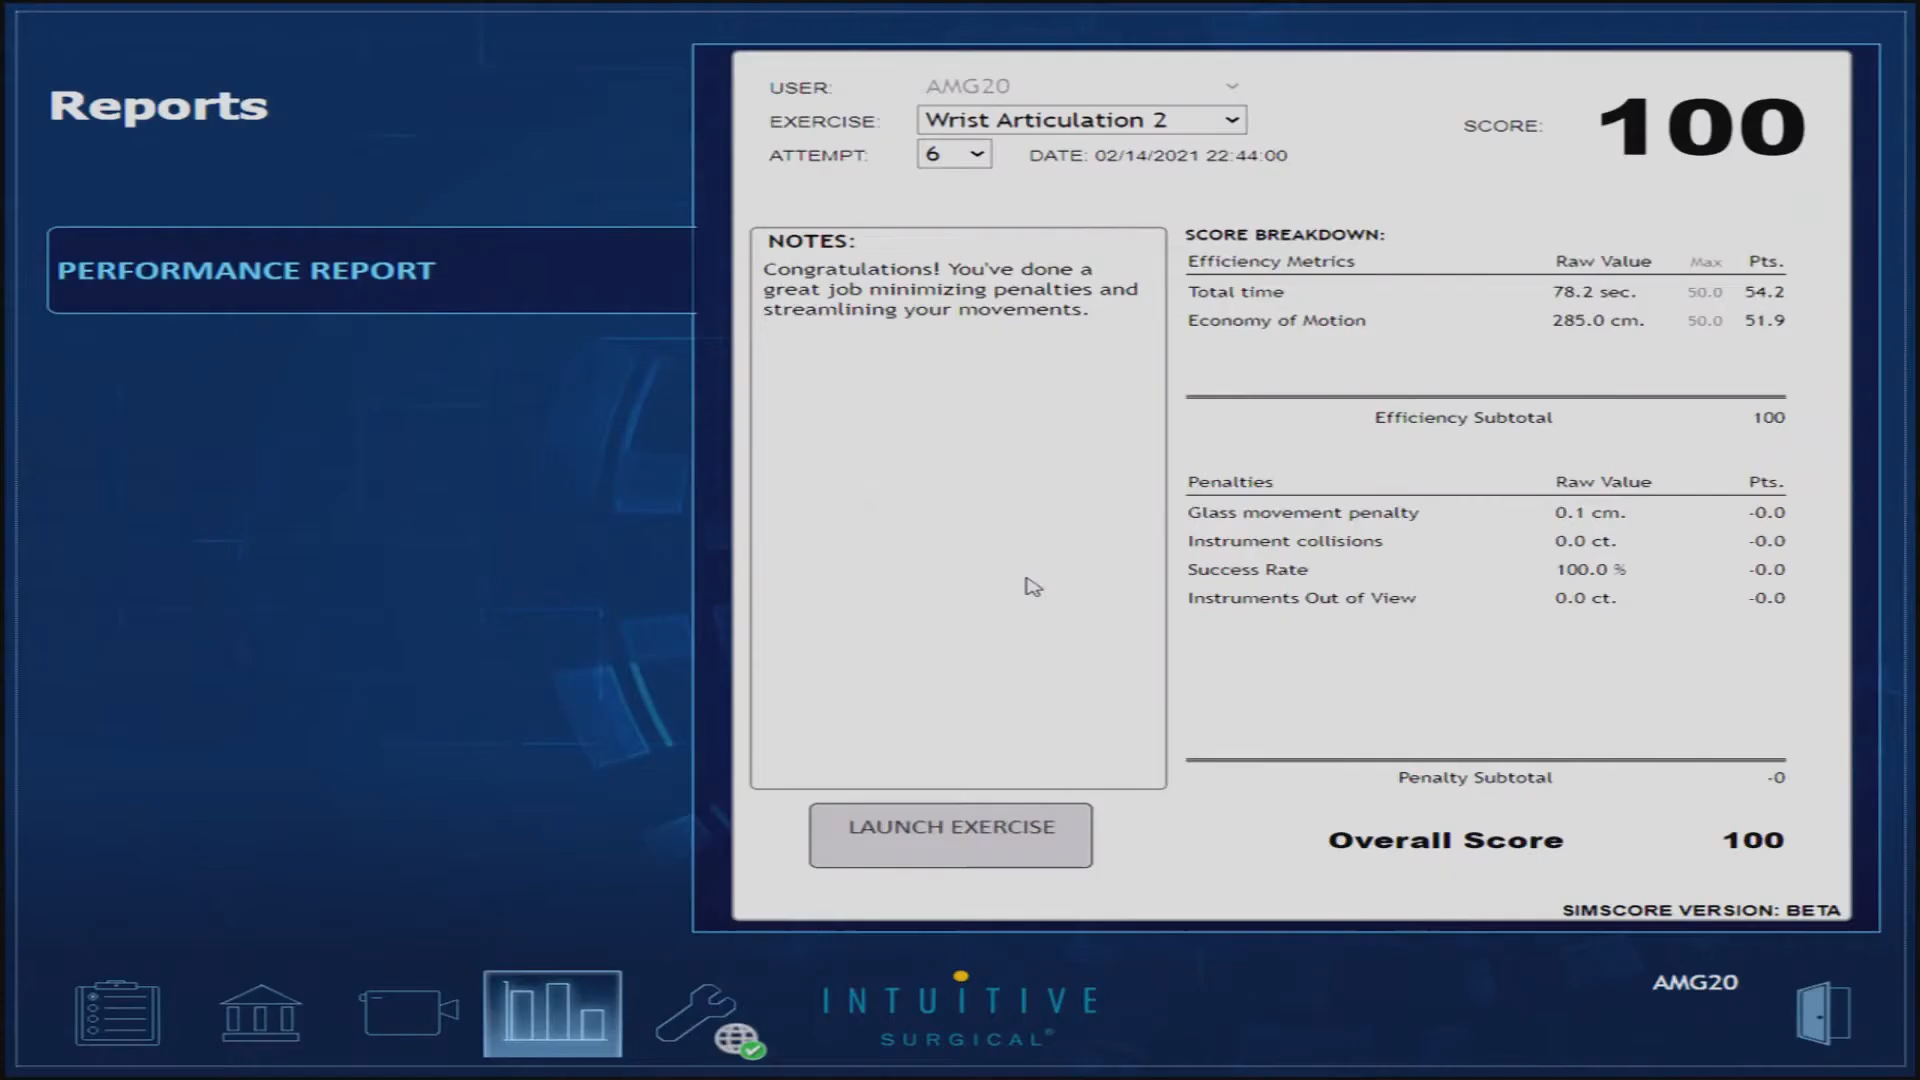 Reports
PERFORMANCE REPORT
USER: AMG20
EXERCISE: Wrist Articulation 2
ATTEMPT: 6 DATE: 02/14/2021 22:44:00
SCORE: 100
NOTES:
Congratulations! You've done a
great job minimizing penalties and
streamlining your movements.
LAUNCH EXERCISE
SCORE BREAKDOWN:
Efficiency Metrics Raw Value Max Pts.
Total time 78.2 sec. 50.0 54.2
Economy of Motion 285.0 cm. 50.0 51.9
Efficiency Subtotal 100
Penalties Raw Value Pts.
Glass movement penalty 0.1 cm. -0.0
Instrument collisions 0.0 ct. -0.0
Success Rate 100.0 % -0.0
Instruments Out of View 0.0 ct. -0.0
Penalty Subtotal -0
Overall Score 100
SIMSCORE VERSION: BETA
INTUITIVE
SURGICAL®
AMG20